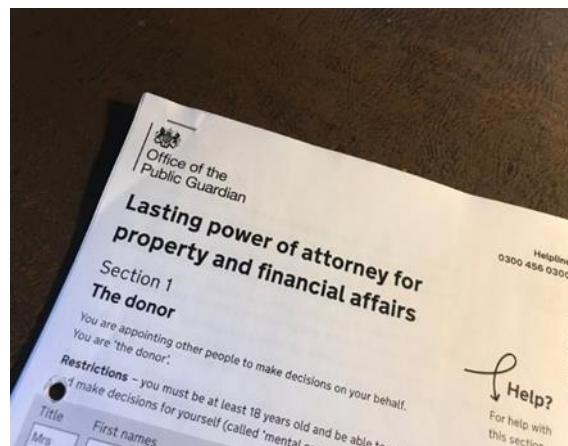 Office of the
Public Guardian
Helpline
0300 456 0300
Lasting power of attorney for
property and financial affairs
Section 1
The donor
You are appointing other people to make decisions on your behalf.
You are 'the donor'.
Help?
For help with
this section
Restrictions – you must be at least 18 years old and be able to
make decisions for yourself (called 'mental
Title
First names
Mrs